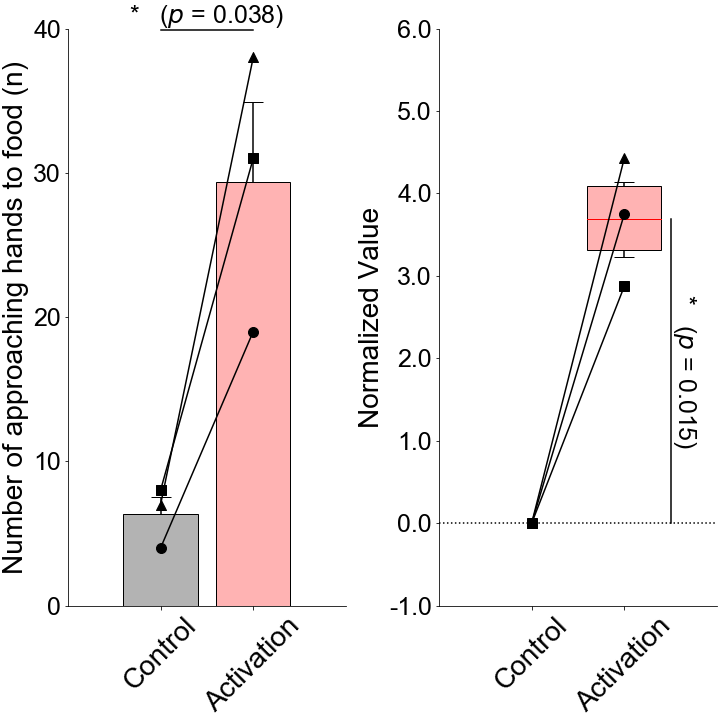 * (p = 0.038)
Number of approaching hands to food (n)
40
30
20
10
0
Control
Activation
Normalized Value
6.0
5.0
4.0
3.0
2.0
1.0
0.0
-1.0
* (p = 0.015)
Control
Activation